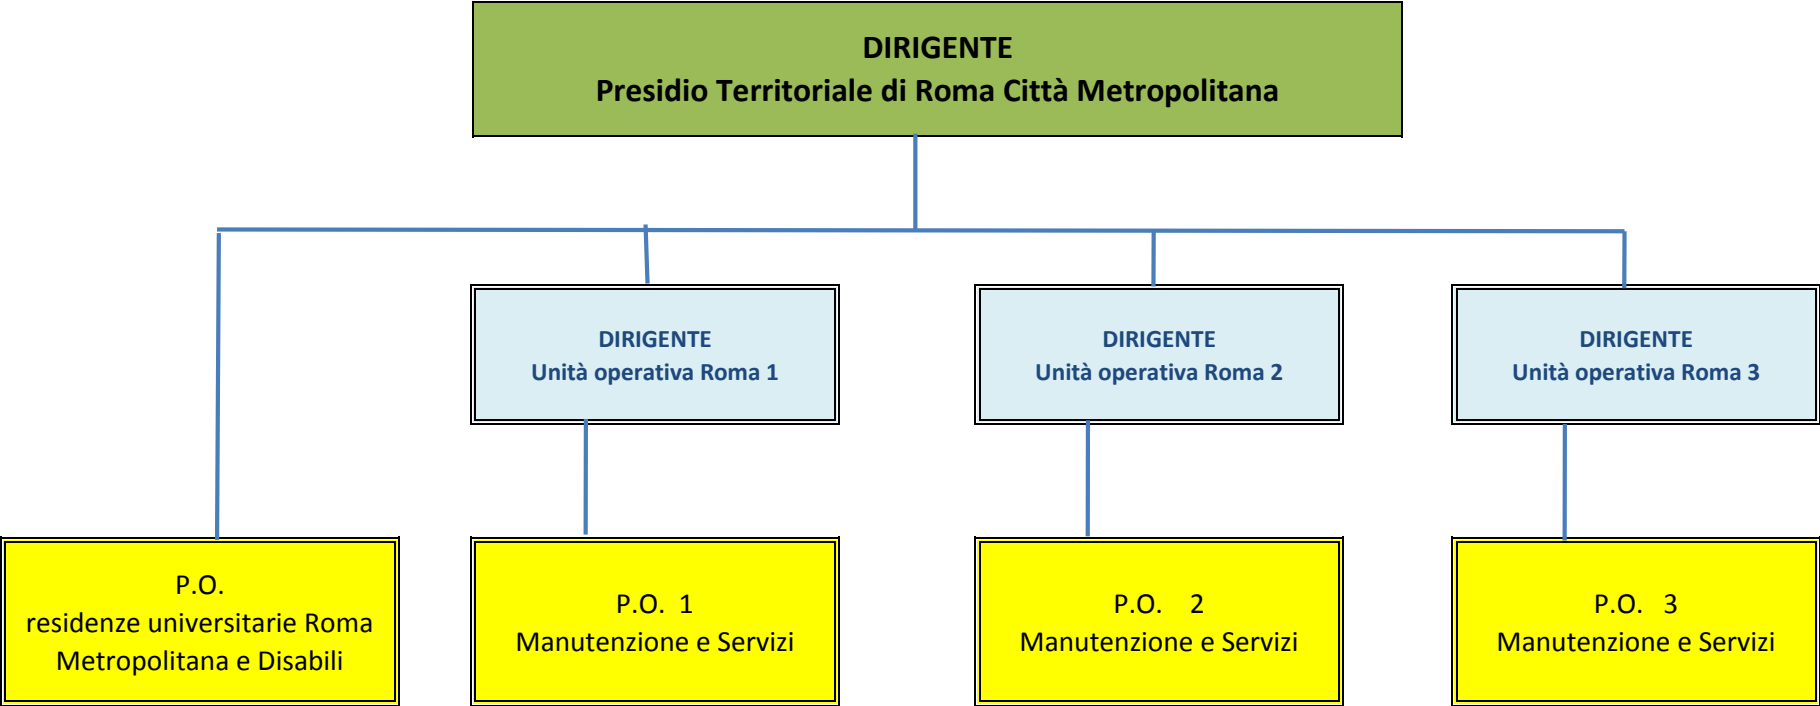 DIRIGENTE
Presidio Territoriale di Roma Città Metropolitana
DIRIGENTE
Unità operativa Roma 1
DIRIGENTE
Unità operativa Roma 2
DIRIGENTE
Unità operativa Roma 3
P.O.
residenze universitarie Roma
Metropolitana e Disabili
P.O. 1
Manutenzione e Servizi
P.O. 2
Manutenzione e Servizi
P.O. 3
Manutenzione e Servizi